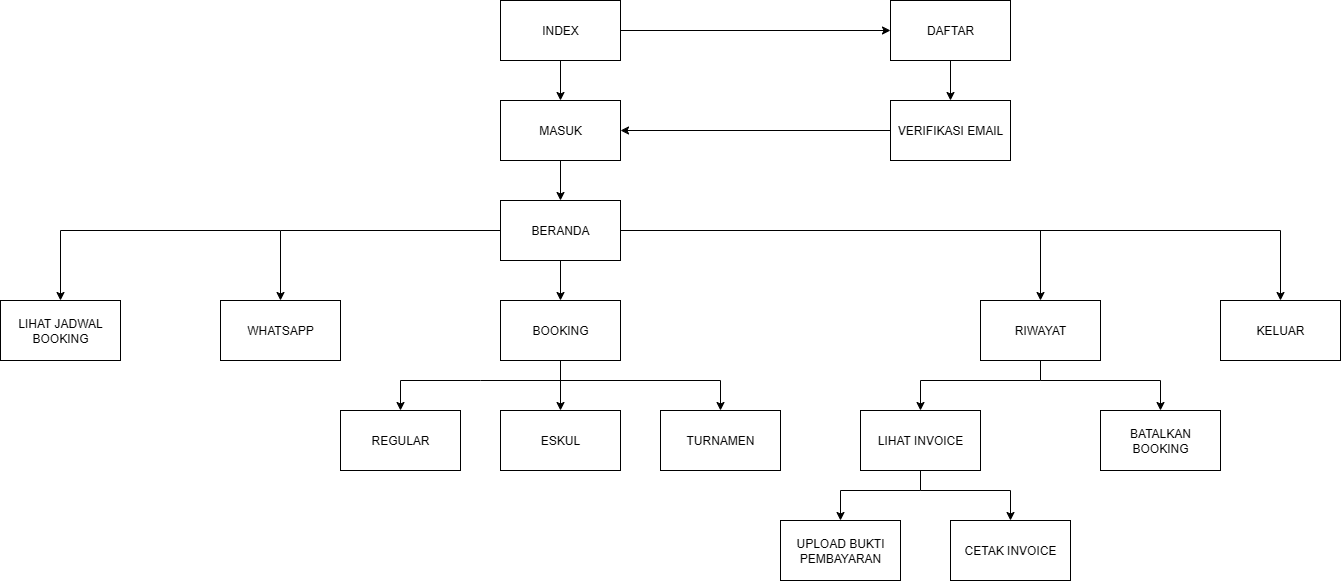 INDEX
DAFTAR
MASUK
VERIFIKASI EMAIL
BERANDA
LIHAT JADWAL
BOOKING
WHATSAPP
BOOKING
RIWAYAT
KELUAR
REGULAR
ESKUL
TURNAMEN
LIHAT INVOICE
BATALKAN
BOOKING
UPLOAD BUKTI
PEMBAYARAN
CETAK INVOICE